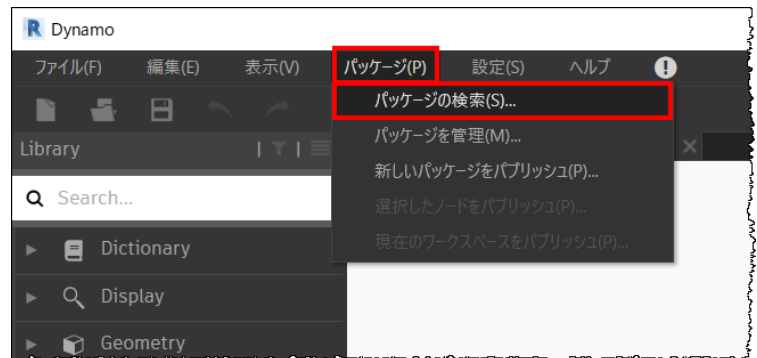 R Dynamo
ファイル(F) 編集(E) 表示(V) パッケージ(P) 設定(S) ヘルプ !
パッケージの検索(S)...
パッケージを管理(M)...
新しいパッケージをパブリッシュ(P)...
選択したノードをパブリッシュ(P)...
現在のワークスペースをパブリッシュ(P)...
Library
Search...
Dictionary
Display
Geometry